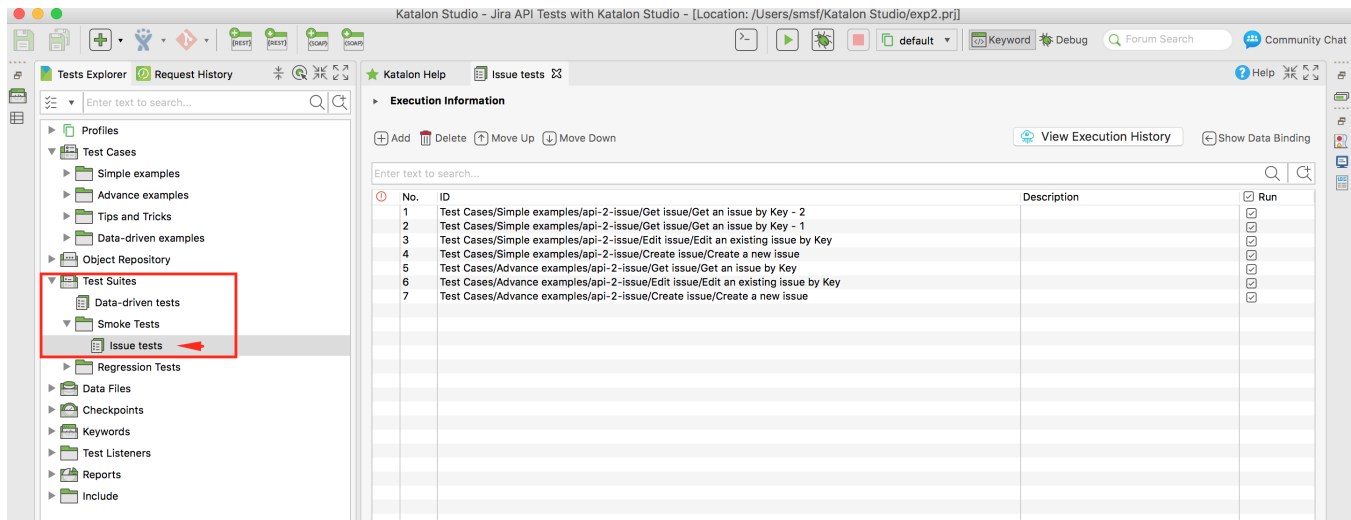 Katalon Studio - Jira API Tests with Katalon Studio - [Location: /Users/smsf/Katalon Studio/exp2.prj]
{REST} {REST} {SOAP} {SOAP} default Keyword Debug Forum Search Community Chat
Tests Explorer Request History
Enter text to search...
Profiles
Test Cases
Simple examples
Advance examples
Tips and Tricks
Data-driven examples
Object Repository
Test Suites
Data-driven tests
Smoke Tests
Issue tests
Regression Tests
Data Files
Checkpoints
Keywords
Test Listeners
Reports
Include
Katalon Help Issue tests Help
Execution Information
Add Delete Move Up Move Down View Execution History Show Data Binding
Enter text to search...
No. ID Description Run
1 Test Cases/Simple examples/api-2-issue/Get issue/Get an issue by Key - 2
2 Test Cases/Simple examples/api-2-issue/Get issue/Get an issue by Key - 1
3 Test Cases/Simple examples/api-2-issue/Edit issue/Edit an existing issue by Key
4 Test Cases/Simple examples/api-2-issue/Create issue/Create a new issue
5 Test Cases/Advance examples/api-2-issue/Get issue/Get an issue by Key
6 Test Cases/Advance examples/api-2-issue/Edit issue/Edit an existing issue by Key
7 Test Cases/Advance examples/api-2-issue/Create issue/Create a new issue